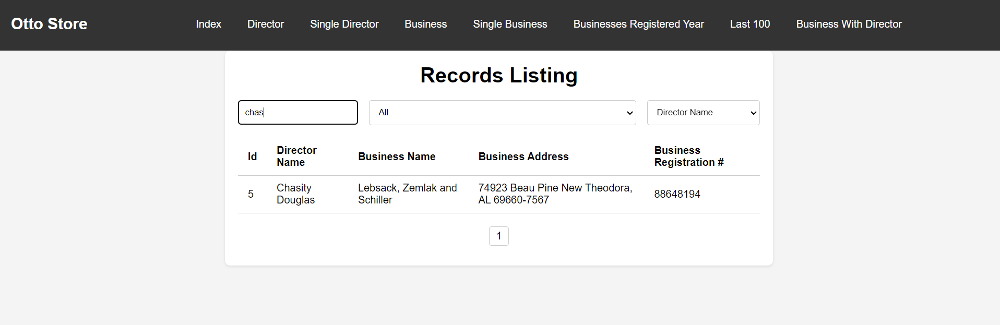 Otto Store Index Director Single Director Business Single Business Businesses Registered Year Last 100 Business With Director
Records Listing
chas All Director Name
Id Director Name Business Name Business Address Business Registration #
5 Chasity Douglas Lebsack, Zemlak and Schiller 74923 Beau Pine New Theodora, AL 69660-7567 88648194
1